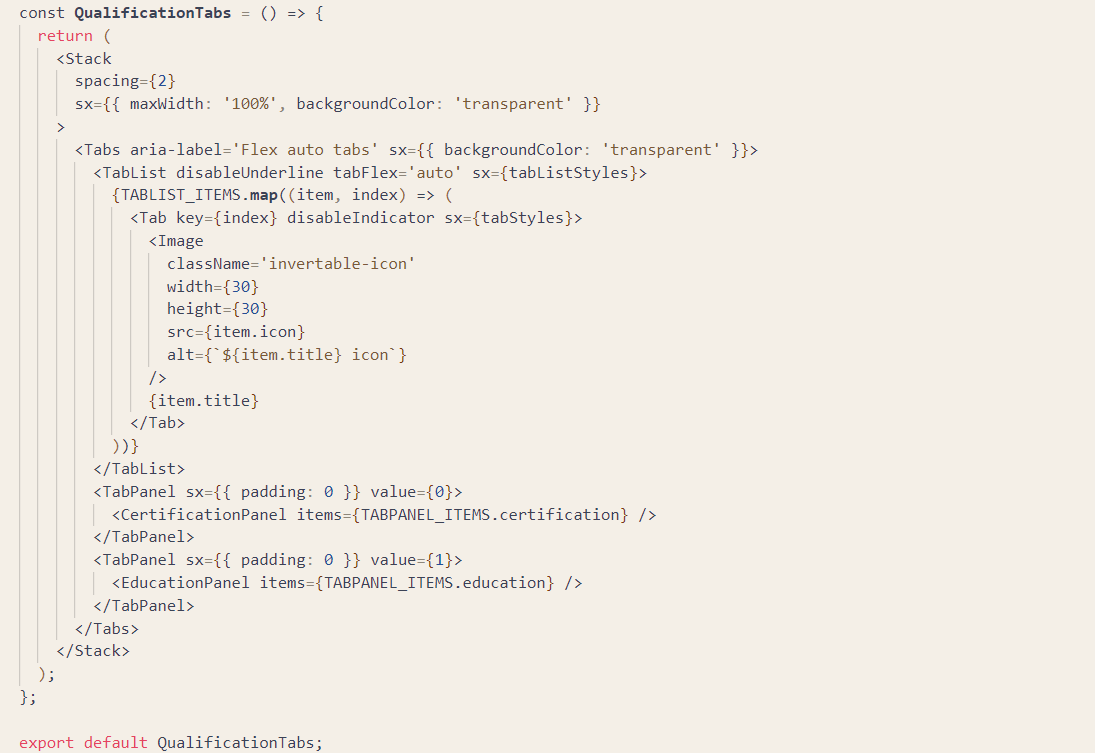 const QualificationTabs = () => {
  return (
    <Stack
      spacing={2}
      sx={{ maxWidth: '100%', backgroundColor: 'transparent' }}
    >
      <Tabs aria-label='Flex auto tabs' sx={{ backgroundColor: 'transparent' }}>
        <TabList disableUnderline tabFlex='auto' sx={tabListStyles}>
          {TABLIST_ITEMS.map((item, index) => (
            <Tab key={index} disableIndicator sx={tabStyles}>
              <Image
                className='invertable-icon'
                width={30}
                height={30}
                src={item.icon}
                alt={`${item.title} icon`}
              />
              {item.title}
            </Tab>
          ))}
        </TabList>
        <TabPanel sx={{ padding: 0 }} value={0}>
          <CertificationPanel items={TABPANEL_ITEMS.certification} />
        </TabPanel>
        <TabPanel sx={{ padding: 0 }} value={1}>
          <EducationPanel items={TABPANEL_ITEMS.education} />
        </TabPanel>
      </Tabs>
    </Stack>
  );
};

export default QualificationTabs;